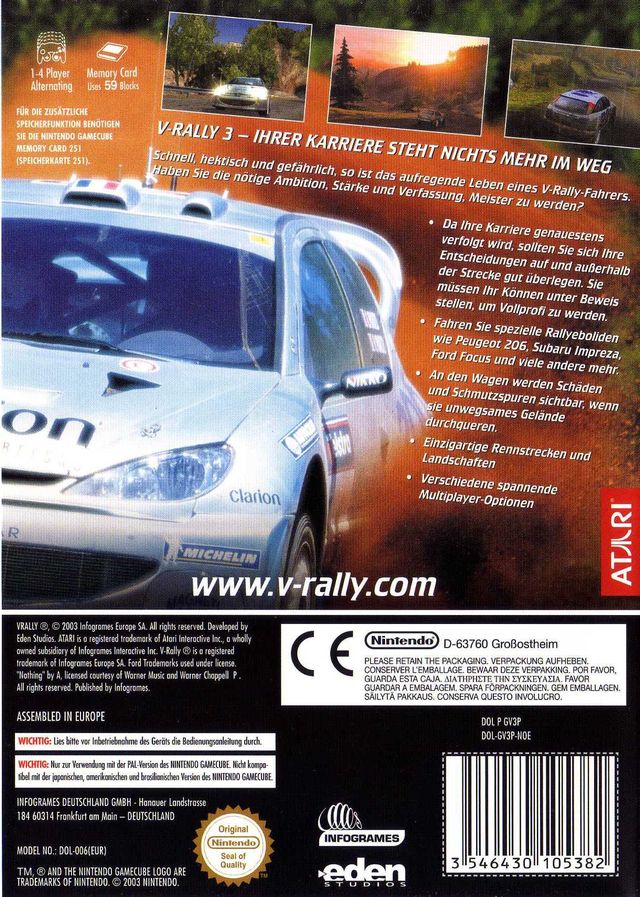 1-4 Player
Alternating
Memory Card
Uses 59 Blocks
FÜR DIE ZUSÄTZLICHE
SPEICHERFUNKTION BENÖTIGEN
SIE DIE NINTENDO GAMECUBE
MEMORY CARD 251
(SPEICHERKARTE 251).
V-RALLY 3 – IHRER KARRIERE STEHT NICHTS MEHR IM WEG
Schnell, hektisch und gefährlich, so ist das aufregende Leben eines V-Rally-Fahrers.
Haben Sie die nötige Ambition, Stärke und Verfassung, Meister zu werden?
• Da Ihre Karriere genauestens
verfolgt wird, sollten Sie sich Ihre
Entscheidungen auf und außerhalb
der Strecke gut überlegen. Sie
müssen Ihr Können unter Beweis
stellen, um Vollprofi zu werden.
• Fahren Sie spezielle Rallyeboliden
wie Peugeot 206, Subaru Impreza,
Ford Focus und viele andere mehr.
• An den Wagen werden Schäden
und Schmutzspuren sichtbar, wenn
sie unwegsames Gelände
durchqueren.
• Einzigartige Rennstrecken und
Landschaften
• Verschiedene spannende
Multiplayer-Optionen
NIKKO
on
Clarion
MICHELIN
ATARI
www.v-rally.com
VRALLY ®, © 2003 Infogrames Europe SA. All rights reserved. Developed by
Eden Studios. ATARI is a registered trademark of Atari Interactive Inc., a wholly
owned subsidiary of Infogrames Interactive Inc. V-Rally ® is a registered
trademark of Infogrames Europe SA. Ford Trademarks used under license.
"Nothing" by A, licensed courtesy of Warner Music and Warner Chappell P .
All rights reserved. Published by Infogrames.
ASSEMBLED IN EUROPE
WICHTIG: Lies bitte vor Inbetriebnahme des Geräts die Bedienungsanleitung durch.
WICHTIG: Nur zur Verwendung mit der PAL-Version des NINTENDO GAMECUBE. Nicht kompa-
tibel mit der japanischen, amerikanischen und brasilianischen Version des NINTENDO GAMECUBE.
INFOGRAMES DEUTSCHLAND GMBH - Hanauer Landstrasse
184 60314 Frankfurt am Main – DEUTSCHLAND
MODEL NO.: DOL-006(EUR)
TM, ® AND THE NINTENDO GAMECUBE LOGO ARE
TRADEMARKS OF NINTENDO. © 2003 NINTENDO.
Original
Nintendo
Seal of
Quality
TM
INFOGRAMES
eden
STUDIOS
CE
Nintendo D-63760 Großostheim
PLEASE RETAIN THE PACKAGING. VERPACKUNG AUFHEBEN.
CONSERVER L'EMBALLAGE. BEWAAR DEZE VERPAKKING. POR FAVOR,
GUARDA ESTA CAJA. ΔΙΑΤΗΡΗΣΤΕ ΤΗΝ ΣΥΣΚΕΥΑΣΙΑ. FAVOR
GUARDAR A EMBALAGEM. SPARA FÖRPACKNINGEN. GEM EMBALLAGEN.
SÄILYTÄ PAKKAUS. CONSERVA QUESTO INVOLUCRO.
DOL P GV3P
DOL-GV3P-NOE
3 546430 105382